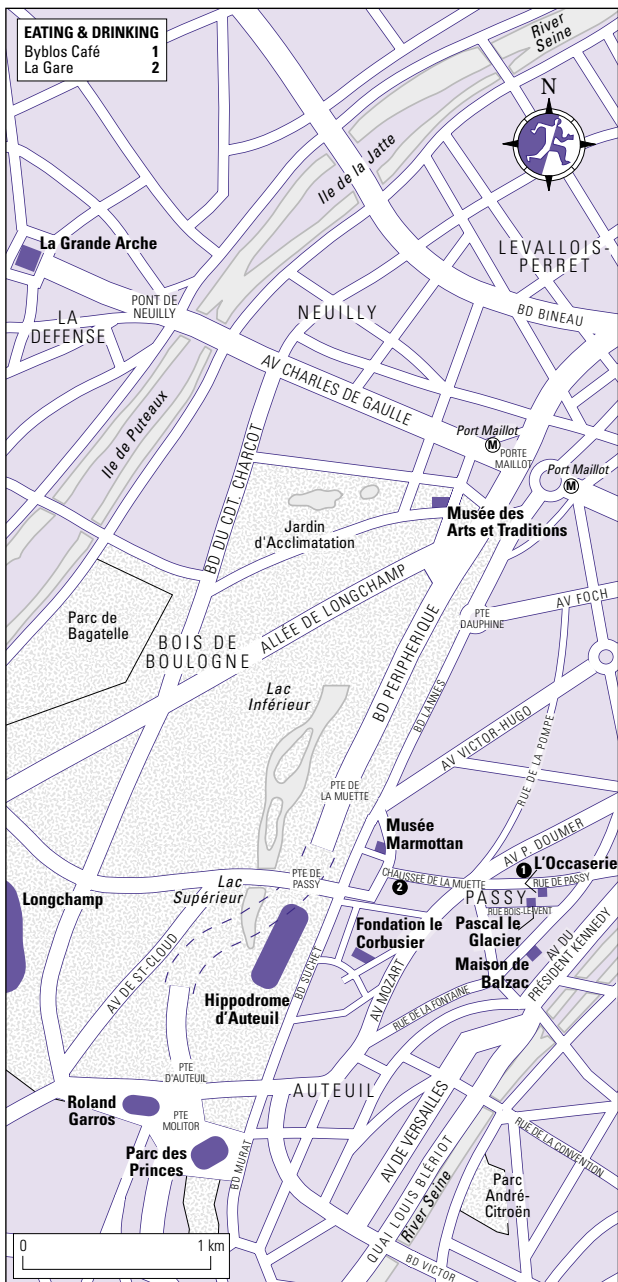 EATING & DRINKING
Byblos Café 1
La Gare 2
River
Seine
N
Ile de la Jatte
La Grande Arche
LEVALLOIS-
PERRET
PONT DE
NEUILLY
NEUILLY
LA
DEFENSE
BD BINEAU
AV CHARLES DE GAULLE
Ile de Puteaux
Port Maillot
M
PORTE
MAILLOT
Port Maillot
M
BD DU CDT. CHARCOT
Musée des
Arts et Traditions
Jardin
d'Acclimatation
ALLÉE DE LONGCHAMP
AV FOCH
PTE
DAUPHINE
Parc de
Bagatelle
BOIS DE
BOULOGNE
BD PERIPHERIQUE
BD LANNES
Lac
Inférieur
AV VICTOR-HUGO
RUE DE LA POMPE
PTE DE
LA MUETTE
Musée
Marmottan
AV P. DOUMER
1
L'Occaserie
CHAUSSÉE DE LA MUETTE
2
RUE DE PASSY
PTE DE
PASSY
PASSY
RUE BOIS-LE-VENT
Longchamp
Lac
Supérieur
Fondation le
Corbusier
Pascal le
Glacier
Maison de
Balzac
AV DU
PRÉSIDENT KENNEDY
AV DE ST-CLOUD
Hippodrome
d'Auteuil
BD SUCHET
AV MOZART
RUE DE LA FONTAINE
PTE
D'AUTEUIL
AUTEUIL
Roland
Garros
PTE
MOLITOR
Parc des
Princes
BD MURAT
AV DE VERSAILLES
RUE DE LA CONVENTION
QUAI LOUIS BLÉRIOT
River Seine
Parc
André-
Citroën
BD VICTOR
0 1 km